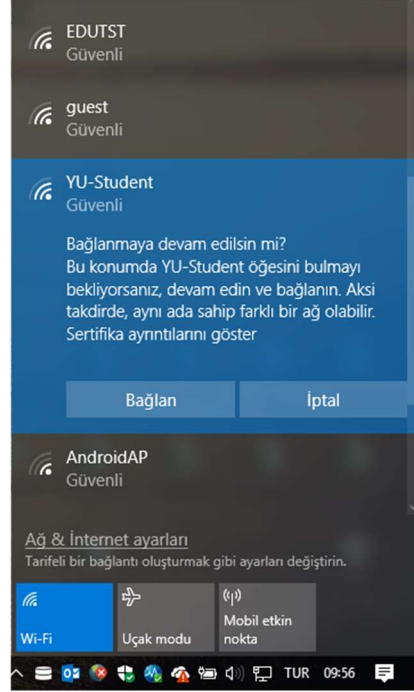 EDUTST
Güvenli
guest
Güvenli
YU-Student
Güvenli
Bağlanmaya devam edilsin mi?
Bu konumda YU-Student öğesini bulmayı
bekliyorsanız, devam edin ve bağlanın. Aksi
takdirde, aynı ada sahip farklı bir ağ olabilir.
Sertifika ayrıntılarını göster
Bağlan İptal
AndroidAP
Güvenli
Ağ & İnternet ayarları
Tarifeli bir bağlantı oluşturmak gibi ayarları değiştirin.
Wi-Fi
Uçak modu
Mobil etkin
nokta
TUR 09:56